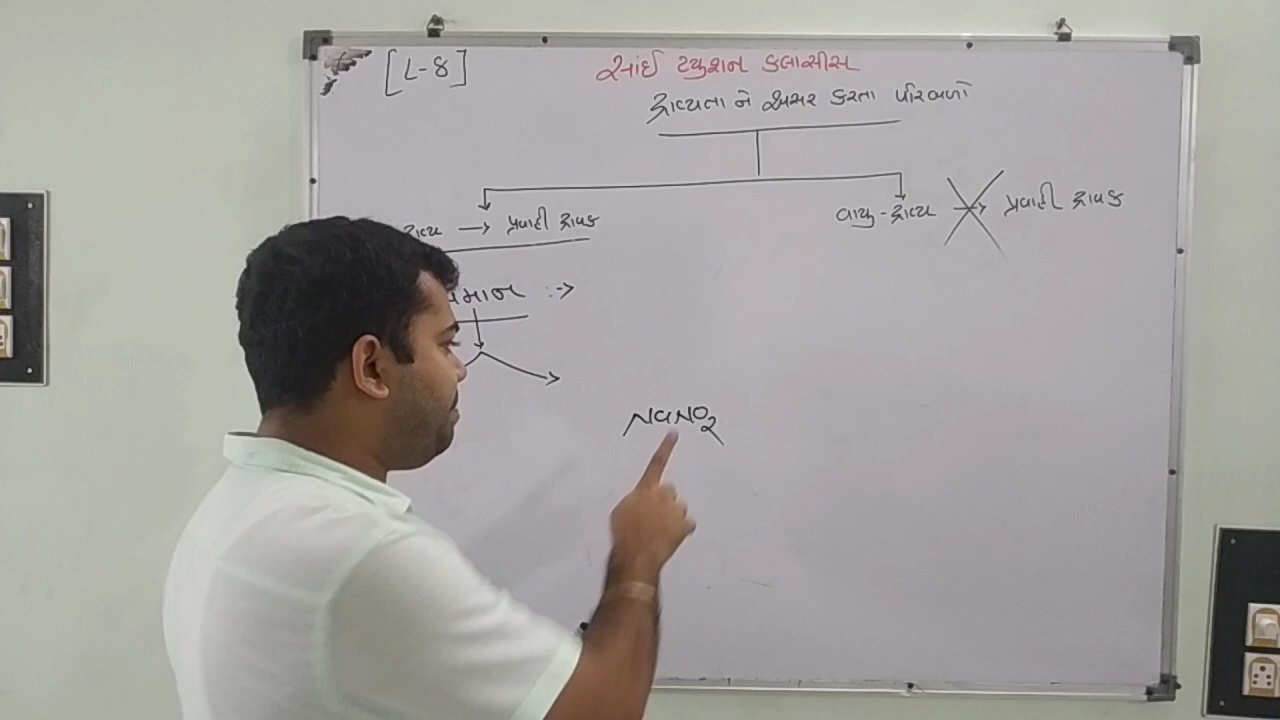 [L-8]
સાંઈ ટ્યુશન ક્લાસીસ
દ્રાવ્યતા ને અસર કરતા પરિબળો
દ્રાવ્ય → પ્રવાહી દ્રાવક
વાયુ-દ્રાવ્ય → પ્રવાહી દ્રાવક
માન :→
NaNO2